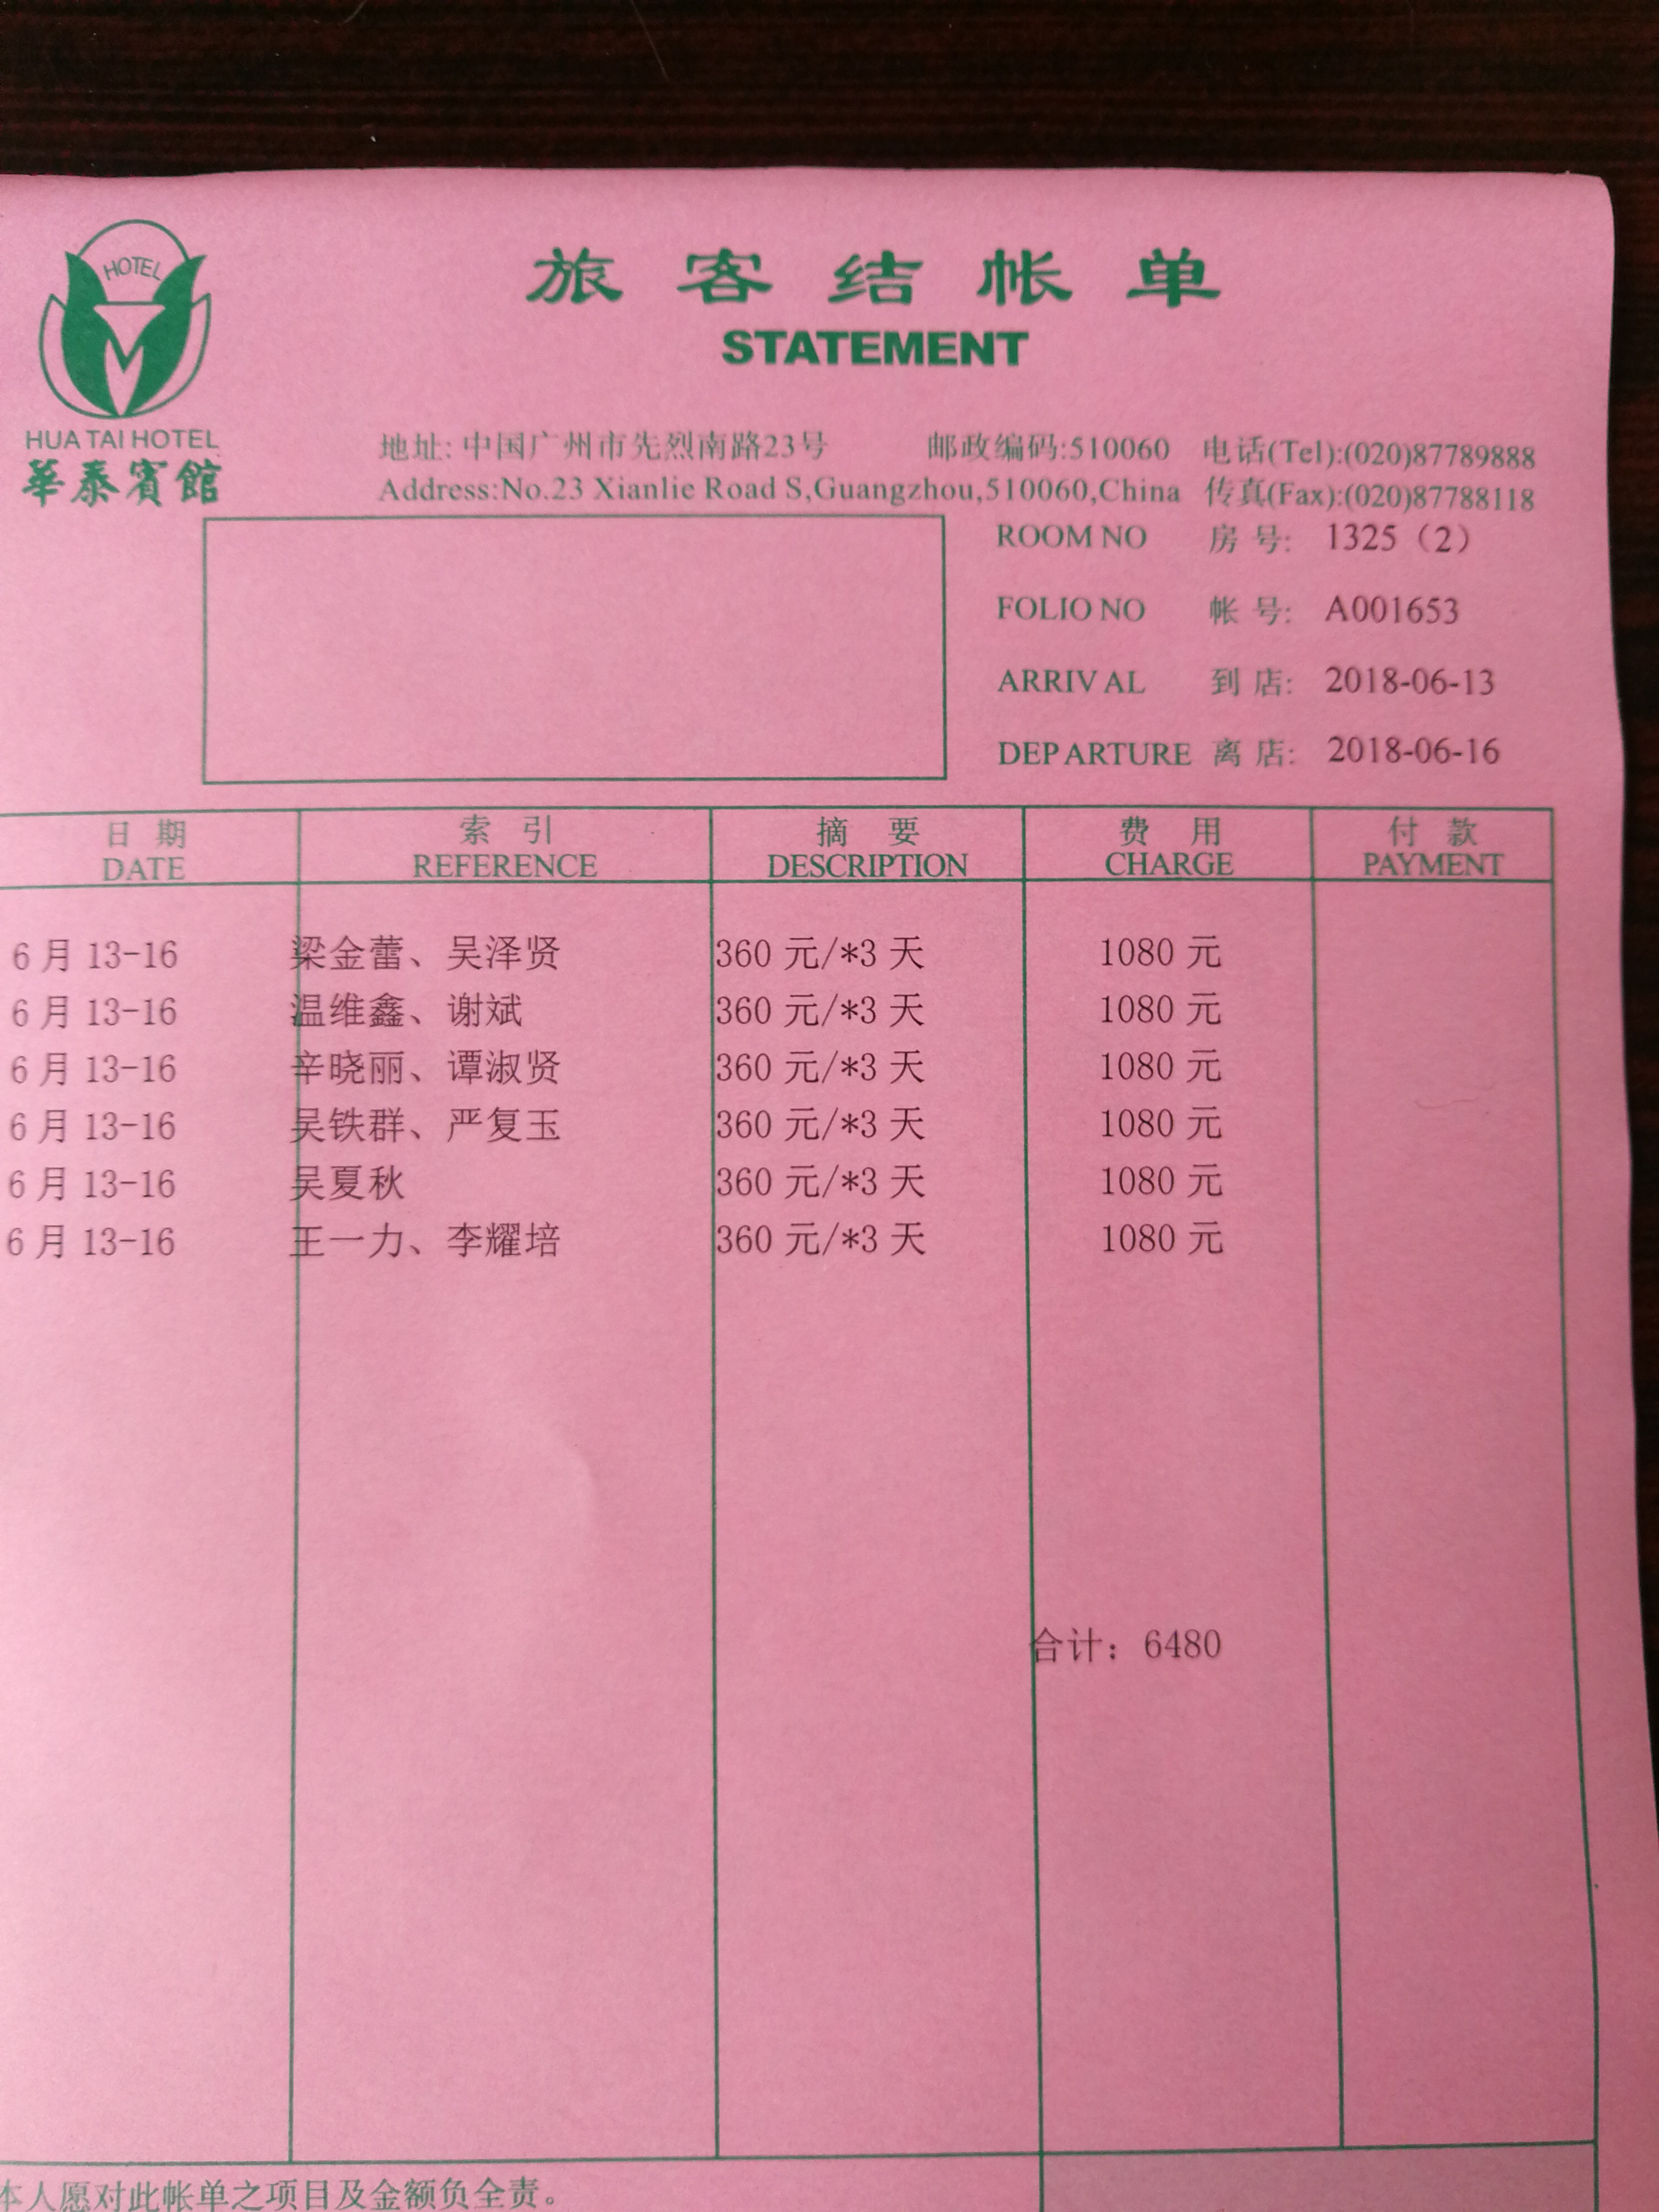 HOTEL
HUA TAI HOTEL
華泰賓館
旅客结帐单
STATEMENT
地址: 中国广州市先烈南路23号 邮政编码:510060 电话(Tel):(020)87789888
Address:No.23 Xianlie Road S,Guangzhou,510060,China 传真(Fax):(020)87788118
ROOM NO 房号: 1325（2）
FOLIO NO 帐号: A001653
ARRIVAL 到店: 2018-06-13
DEPARTURE 离店: 2018-06-16
日期 索引 摘要 费用 付款
DATE REFERENCE DESCRIPTION CHARGE PAYMENT
6 月 13-16 梁金蕾、吴泽贤 360 元/*3 天 1080 元
6 月 13-16 温维鑫、谢斌 360 元/*3 天 1080 元
6 月 13-16 辛晓丽、谭淑贤 360 元/*3 天 1080 元
6 月 13-16 吴铁群、严复玉 360 元/*3 天 1080 元
6 月 13-16 吴夏秋 360 元/*3 天 1080 元
6 月 13-16 王一力、李耀培 360 元/*3 天 1080 元
合计：6480
本人愿对此帐单之项目及金额负全责。